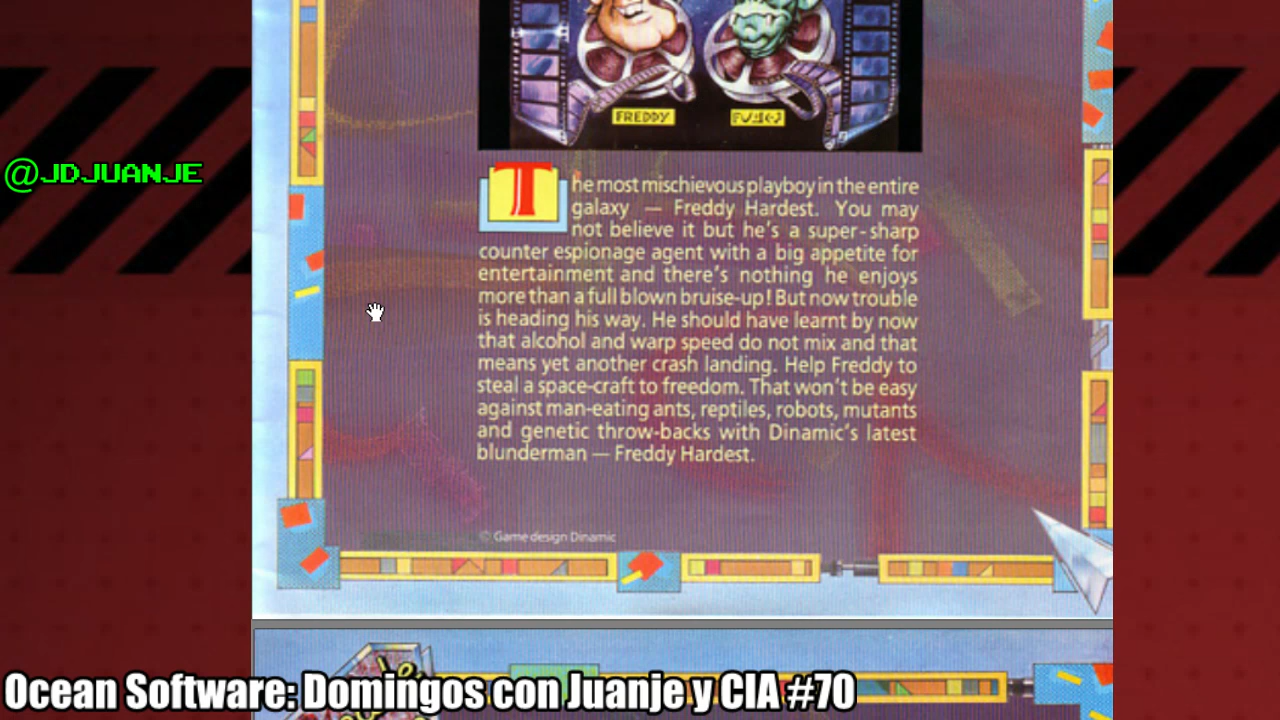 FREDDY
@JDJUANJE
The most mischievous playboy in the entire
galaxy — Freddy Hardest. You may
not believe it but he's a super-sharp
counter espionage agent with a big appetite for
entertainment and there's nothing he enjoys
more than a full blown bruise-up! But now trouble
is heading his way. He should have learnt by now
that alcohol and warp speed do not mix and that
means yet another crash landing. Help Freddy to
steal a space-craft to freedom. That won't be easy
against man-eating ants, reptiles, robots, mutants
and genetic throw-backs with Dinamic's latest
blunderman — Freddy Hardest.
© Game design Dinamic
Ocean Software: Domingos con Juanje y CIA #70